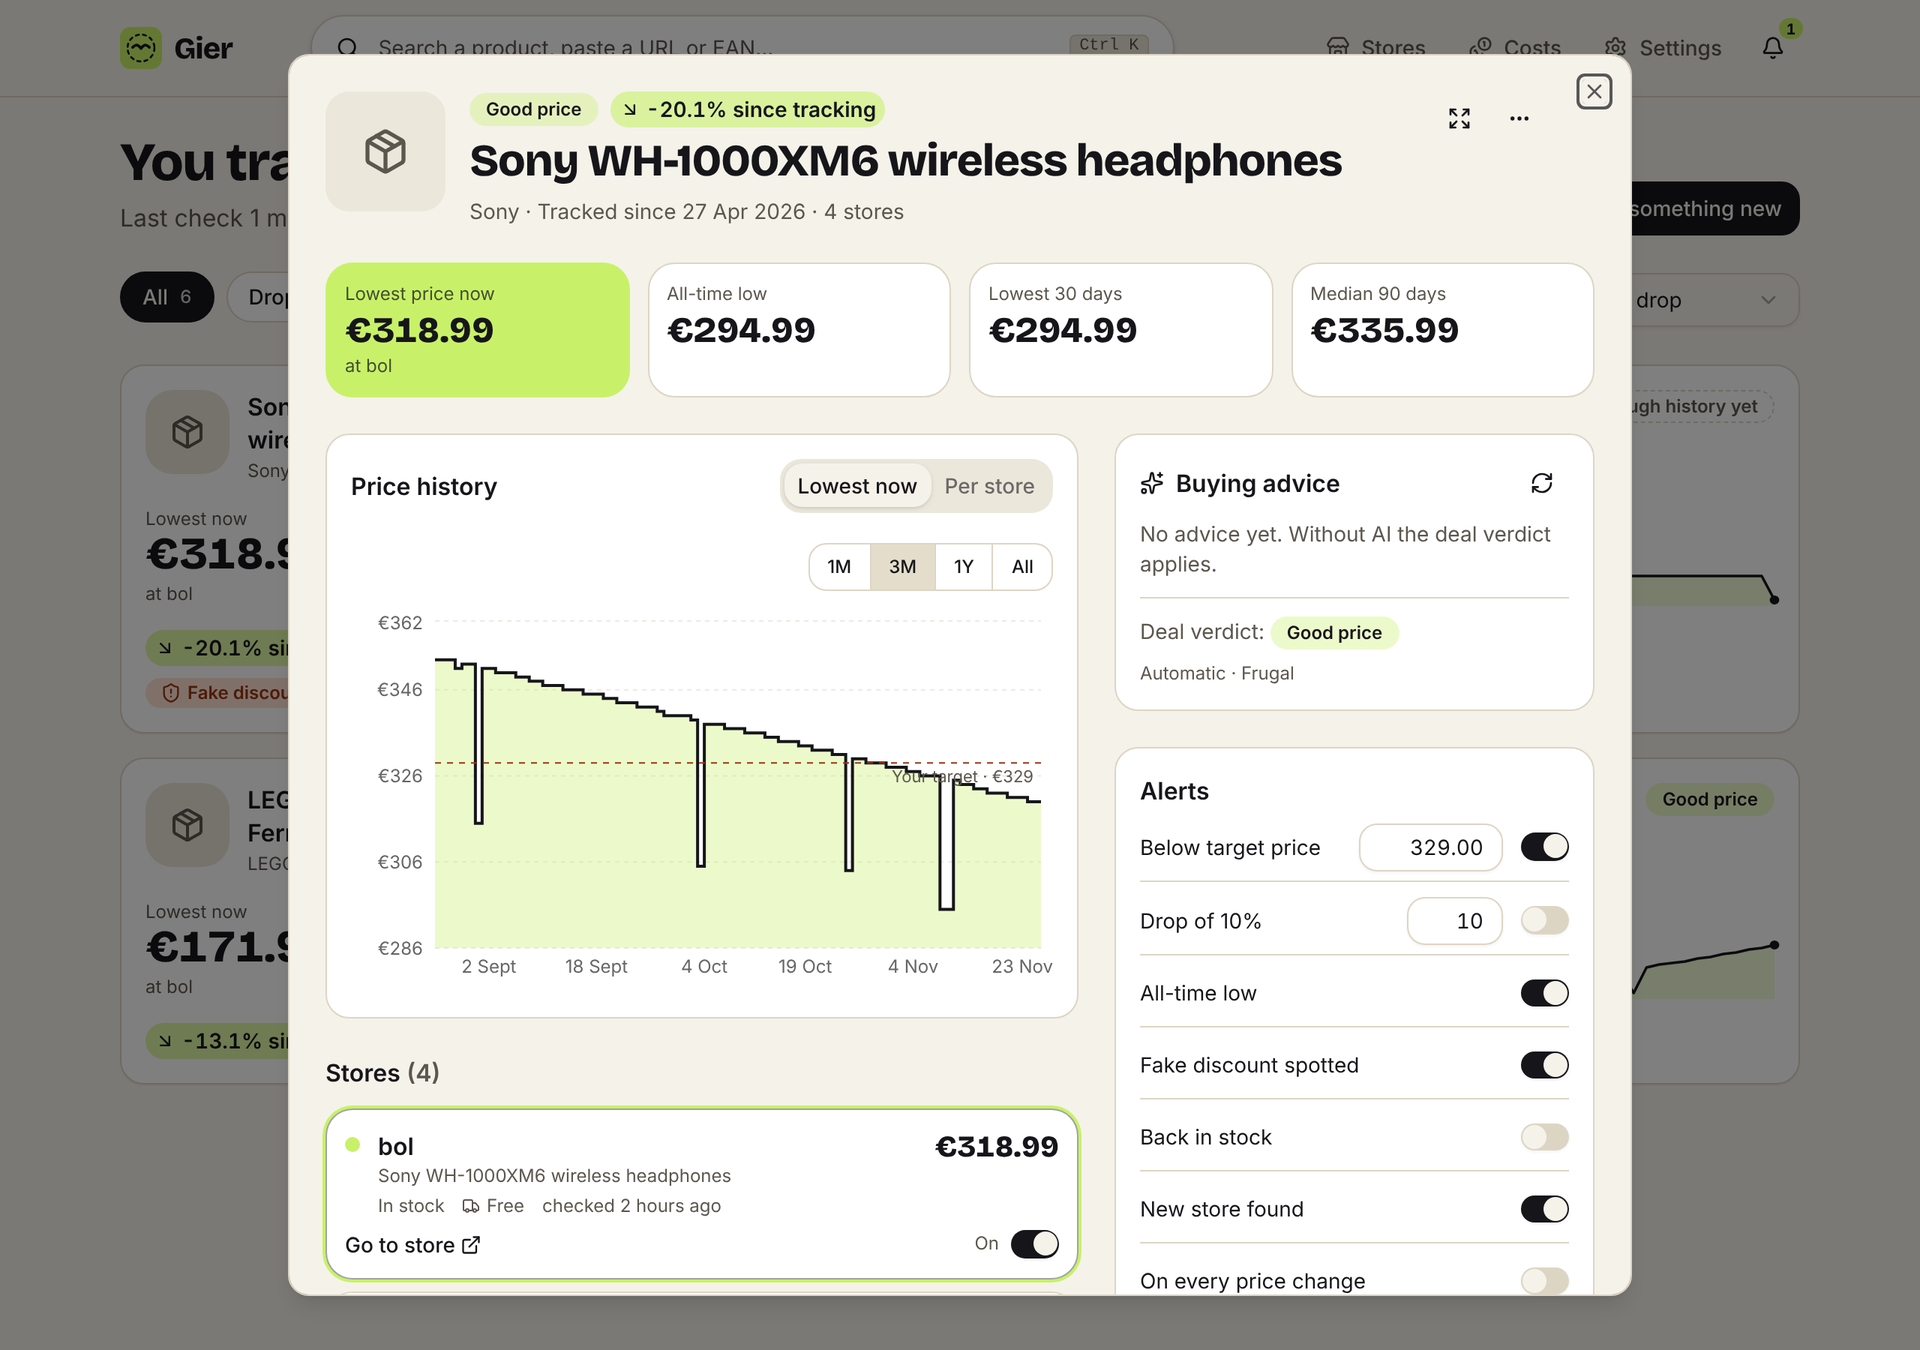 Gier
Search a product, paste a URL or EAN...
Ctrl K
Stores
Costs
Settings
1
You tra
Last check 1 m
something new
All 6
Drop
drop
Son
wire
Sony
Lowest now
€318.9
at bol
-20.1% sin
Fake discou
ugh history yet
LEG
Ferr
LEGO
Lowest now
€171.9
at bol
-13.1% sin
Good price
Good price
-20.1% since tracking
Sony WH-1000XM6 wireless headphones
Sony · Tracked since 27 Apr 2026 · 4 stores
Lowest price now
€318.99
at bol
All-time low
€294.99
Lowest 30 days
€294.99
Median 90 days
€335.99
Price history
Lowest now
Per store
1M
3M
1Y
All
€362
€346
€326
€306
€286
Your target · €329
2 Sept
18 Sept
4 Oct
19 Oct
4 Nov
23 Nov
Stores (4)
bol
€318.99
Sony WH-1000XM6 wireless headphones
In stock
Free
checked 2 hours ago
Go to store
On
Buying advice
No advice yet. Without AI the deal verdict
applies.
Deal verdict: Good price
Automatic · Frugal
Alerts
Below target price
329.00
Drop of 10%
10
All-time low
Fake discount spotted
Back in stock
New store found
On every price change